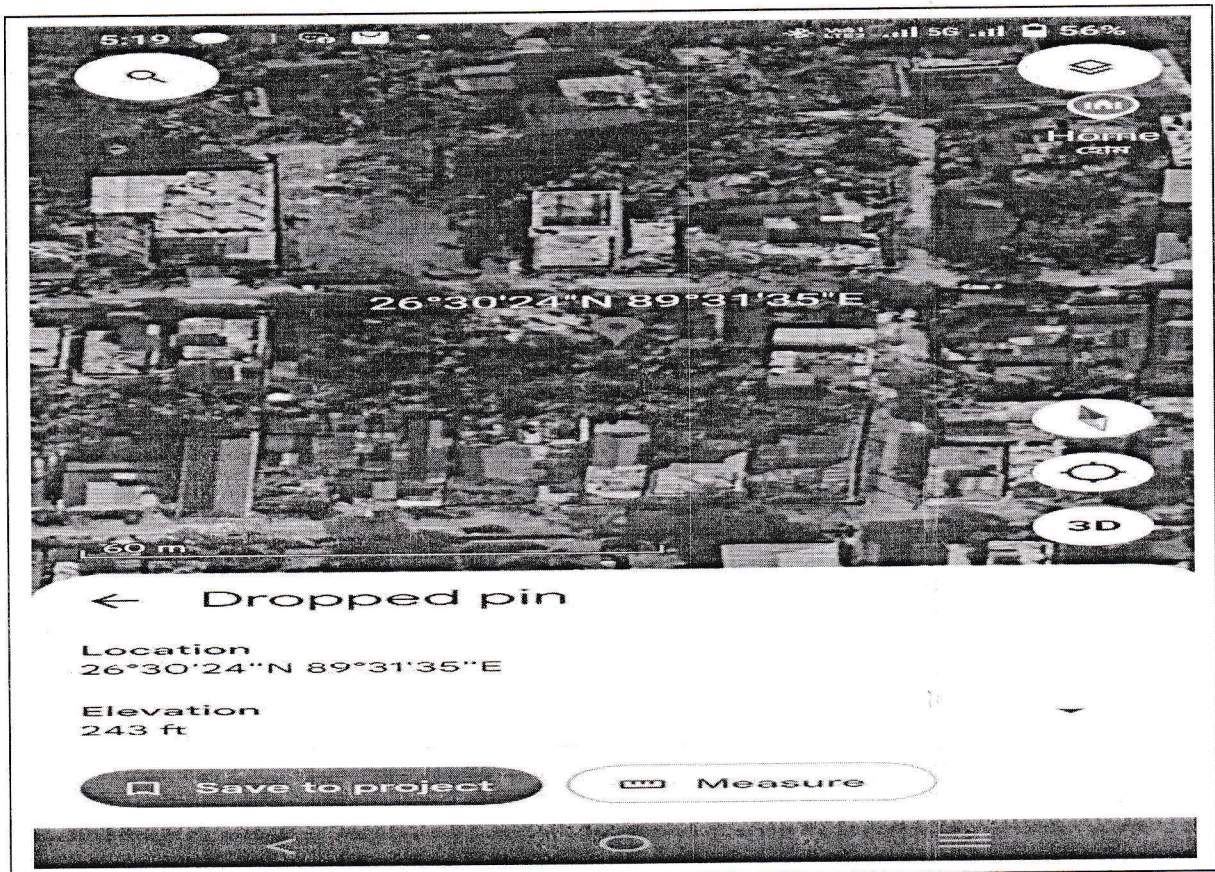 5:19
5G 56%
Home
26°30'24"N 89°31'35"E
3D
60 m
Dropped pin
Location
26°30'24"N 89°31'35"E
Elevation
243 ft
Save to project
Measure